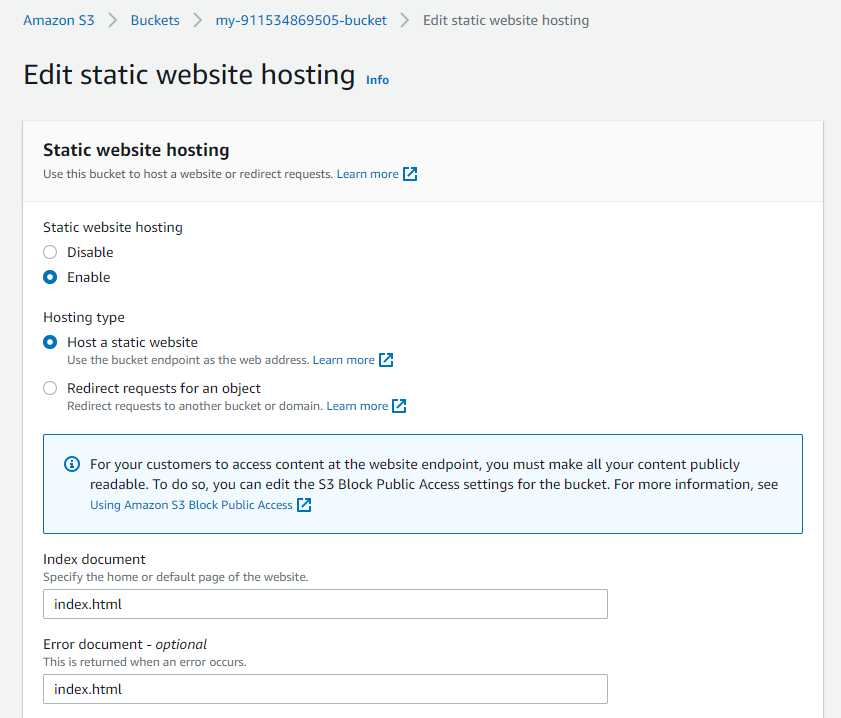 Amazon S3 > Buckets > my-911534869505-bucket > Edit static website hosting
Edit static website hosting Info
Static website hosting
Use this bucket to host a website or redirect requests. Learn more
Static website hosting
Disable
Enable
Hosting type
Host a static website
Use the bucket endpoint as the web address. Learn more
Redirect requests for an object
Redirect requests to another bucket or domain. Learn more
For your customers to access content at the website endpoint, you must make all your content publicly
readable. To do so, you can edit the S3 Block Public Access settings for the bucket. For more information, see
Using Amazon S3 Block Public Access
Index document
Specify the home or default page of the website.
index.html
Error document - optional
This is returned when an error occurs.
index.html